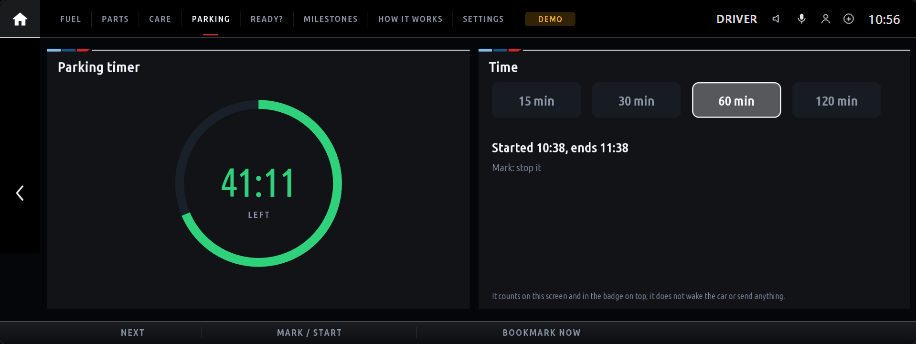 FUEL PARTS CARE PARKING READY? MILESTONES HOW IT WORKS SETTINGS DEMO DRIVER 10:56
Parking timer
41:11
LEFT
Time
15 min 30 min 60 min 120 min
Started 10:38, ends 11:38
Mark: stop it
It counts on this screen and in the badge on top, it does not wake the car or send anything.
NEXT MARK / START BOOKMARK NOW